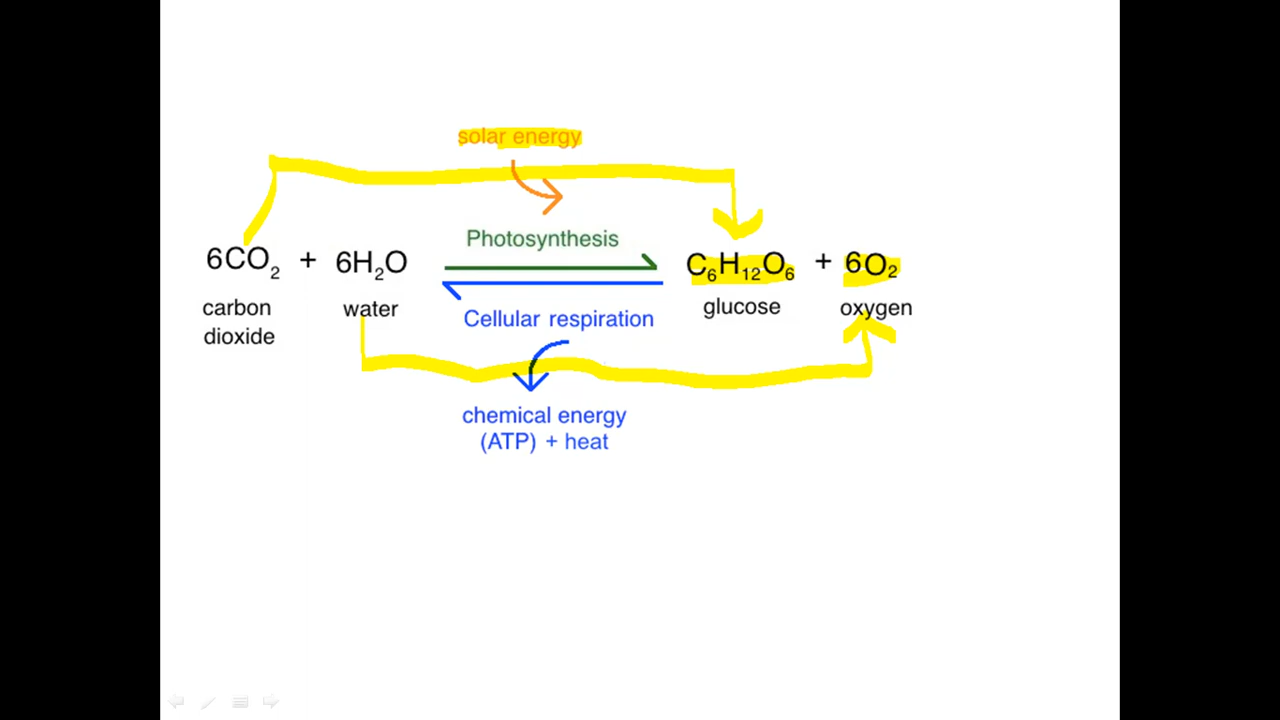 solar energy
Photosynthesis
6CO₂ + 6H₂O C₆H₁₂O₆ + 6O₂
carbon dioxide water glucose oxygen
Cellular respiration
chemical energy
(ATP) + heat